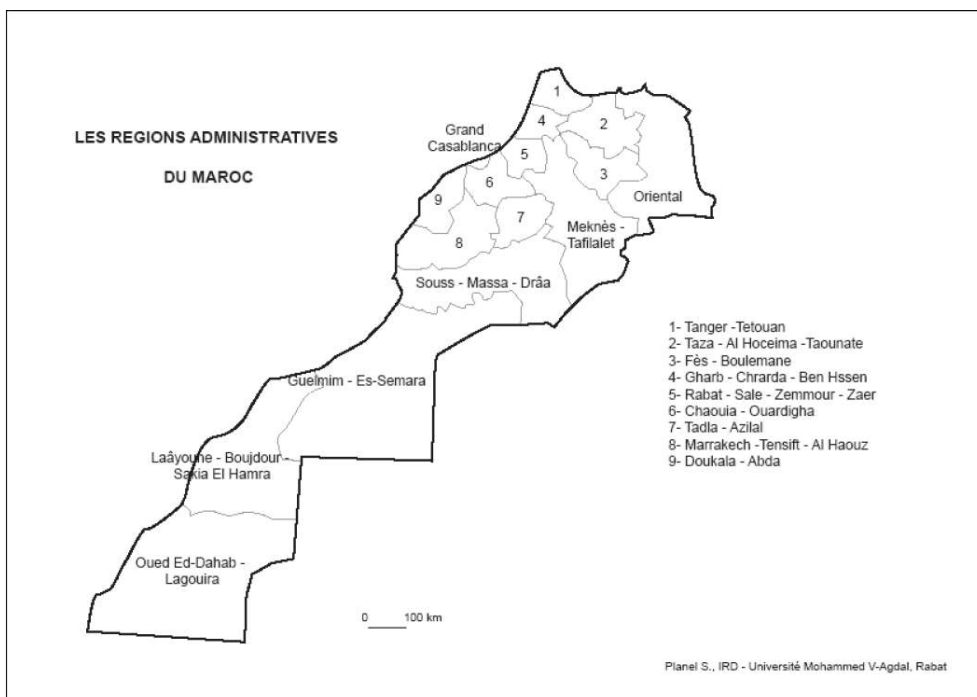 LES REGIONS ADMINISTRATIVES
DU MAROC
1
2
3
4
5
6
7
8
9
Grand
Casablanca
Oriental
Meknès -
Tafilalet
Souss - Massa - Drâa
Guelmim - Es-Semara
Laâyoune - Boujdour -
Sakia El Hamra
Oued Ed-Dahab -
Lagouira
1- Tanger -Tetouan
2- Taza - Al Hoceima -Taounate
3- Fès - Boulemane
4- Gharb - Chrarda - Ben Hssen
5- Rabat - Sale - Zemmour - Zaer
6- Chaouia - Ouardigha
7- Tadla - Azilal
8- Marrakech -Tensift - Al Haouz
9- Doukala - Abda
0 100 km
Planel S., IRD - Université Mohammed V-Agdal, Rabat